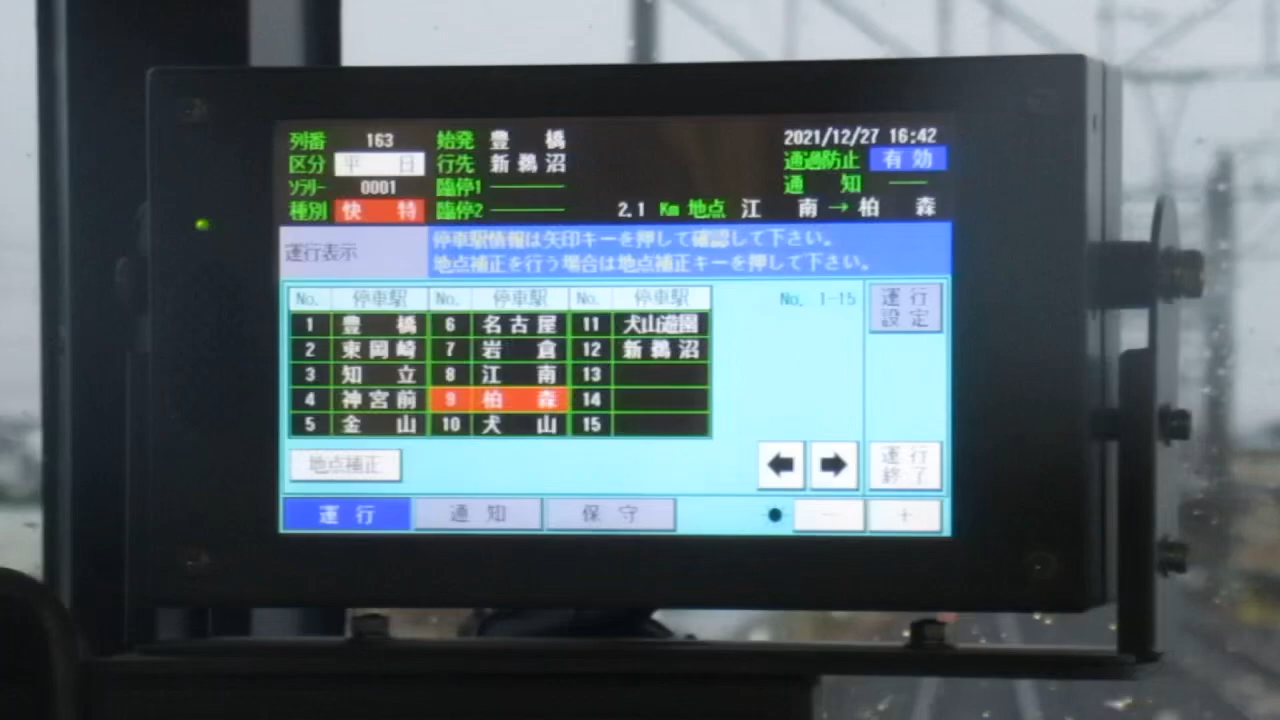 列番 163 始発 豊橋 2021/12/27 16:42
区分 平日 行先 新鵜沼 通過防止 有効
ソラリー 0001 臨停1 通知
種別 快特 臨停2 2.1 Km 地点 江南 → 柏森
運行表示
停車駅情報は矢印キーを押して確認して下さい。
地点補正を行う場合は地点補正キーを押して下さい。
No. 停車駅 No. 停車駅 No. 停車駅 No. 1-15
1 豊橋 6 名古屋 11 犬山遊園
2 東岡崎 7 岩倉 12 新鵜沼
3 知立 8 江南 13
4 神宮前 9 柏森 14
5 金山 10 犬山 15
運行
設定
地点補正 ← →
運行
終了
運行 通知 保守 ● − +